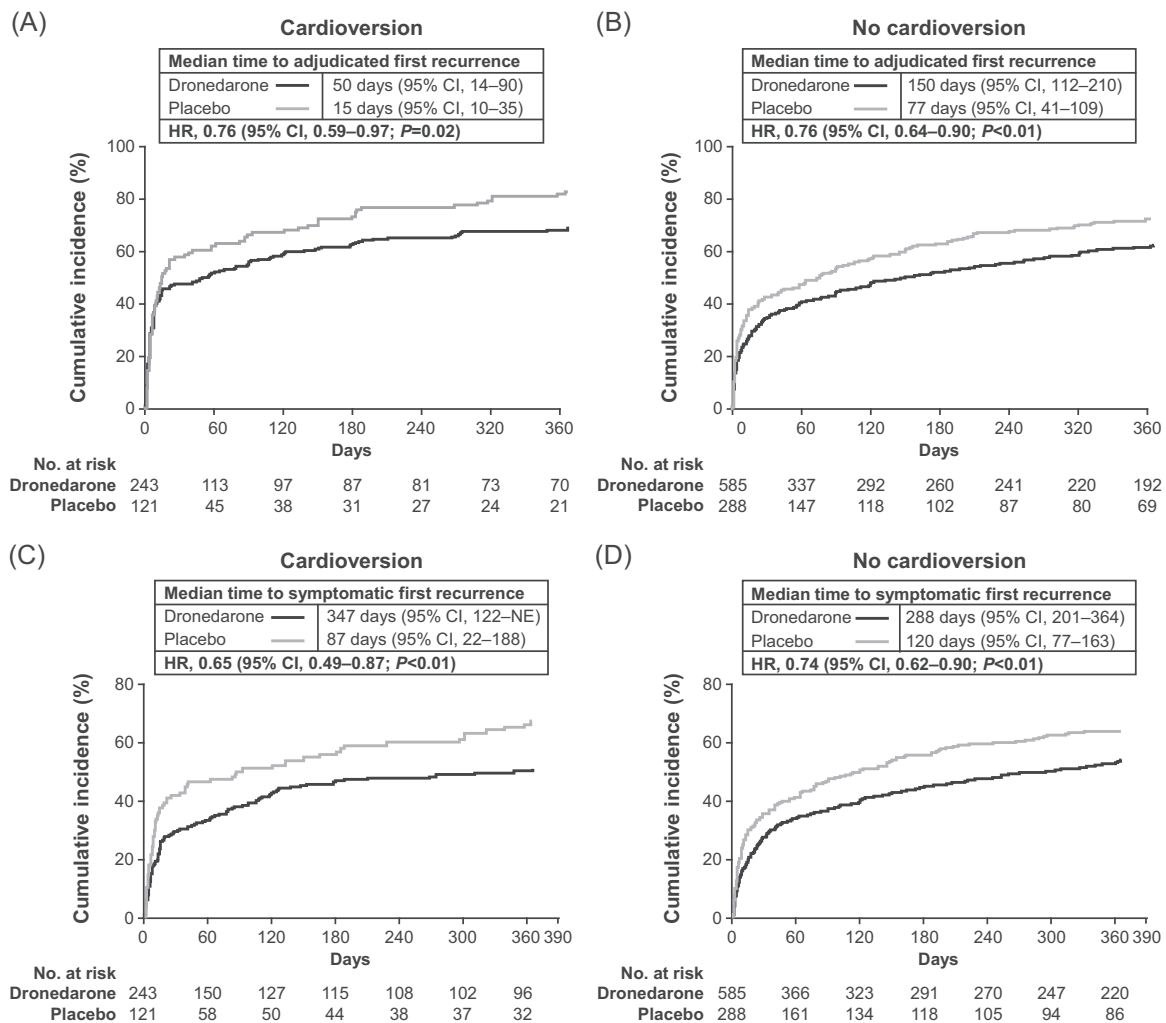 (A)
Cardioversion
Median time to adjudicated first recurrence
Dronedarone 50 days (95% CI, 14–90)
Placebo 15 days (95% CI, 10–35)
HR, 0.76 (95% CI, 0.59–0.97; P=0.02)
Cumulative incidence (%)
100
80
60
40
20
0
0 60 120 180 240 320 360
Days
No. at risk
Dronedarone 243 113 97 87 81 73 70
Placebo 121 45 38 31 27 24 21
(B)
No cardioversion
Median time to adjudicated first recurrence
Dronedarone 150 days (95% CI, 112–210)
Placebo 77 days (95% CI, 41–109)
HR, 0.76 (95% CI, 0.64–0.90; P<0.01)
Cumulative incidence (%)
100
80
60
40
20
0
0 60 120 180 240 320 360
Days
No. at risk
Dronedarone 585 337 292 260 241 220 192
Placebo 288 147 118 102 87 80 69
(C)
Cardioversion
Median time to symptomatic first recurrence
Dronedarone 347 days (95% CI, 122–NE)
Placebo 87 days (95% CI, 22–188)
HR, 0.65 (95% CI, 0.49–0.87; P<0.01)
Cumulative incidence (%)
80
60
40
20
0
0 60 120 180 240 300 360 390
Days
No. at risk
Dronedarone 243 150 127 115 108 102 96
Placebo 121 58 50 44 38 37 32
(D)
No cardioversion
Median time to symptomatic first recurrence
Dronedarone 288 days (95% CI, 201–364)
Placebo 120 days (95% CI, 77–163)
HR, 0.74 (95% CI, 0.62–0.90; P<0.01)
Cumulative incidence (%)
80
60
40
20
0
0 60 120 180 240 300 360 390
Days
No. at risk
Dronedarone 585 366 323 291 270 247 220
Placebo 288 161 134 118 105 94 86